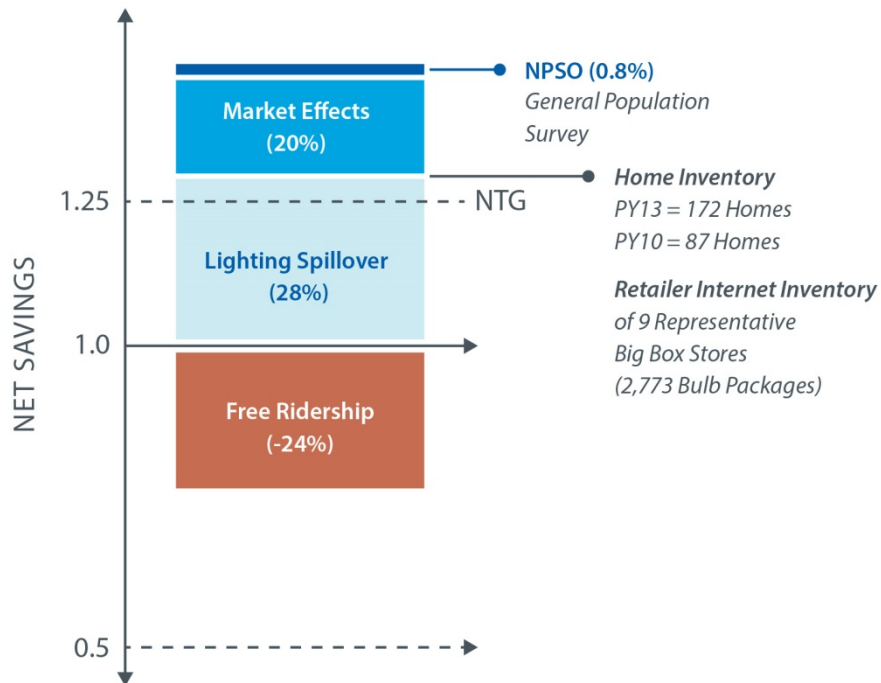 NET SAVINGS
1.25
1.0
0.5
Market Effects
(20%)
Lighting Spillover
(28%)
Free Ridership
(-24%)
NTG
NPSO (0.8%)
General Population
Survey
Home Inventory
PY13 = 172 Homes
PY10 = 87 Homes
Retailer Internet Inventory
of 9 Representative
Big Box Stores
(2,773 Bulb Packages)